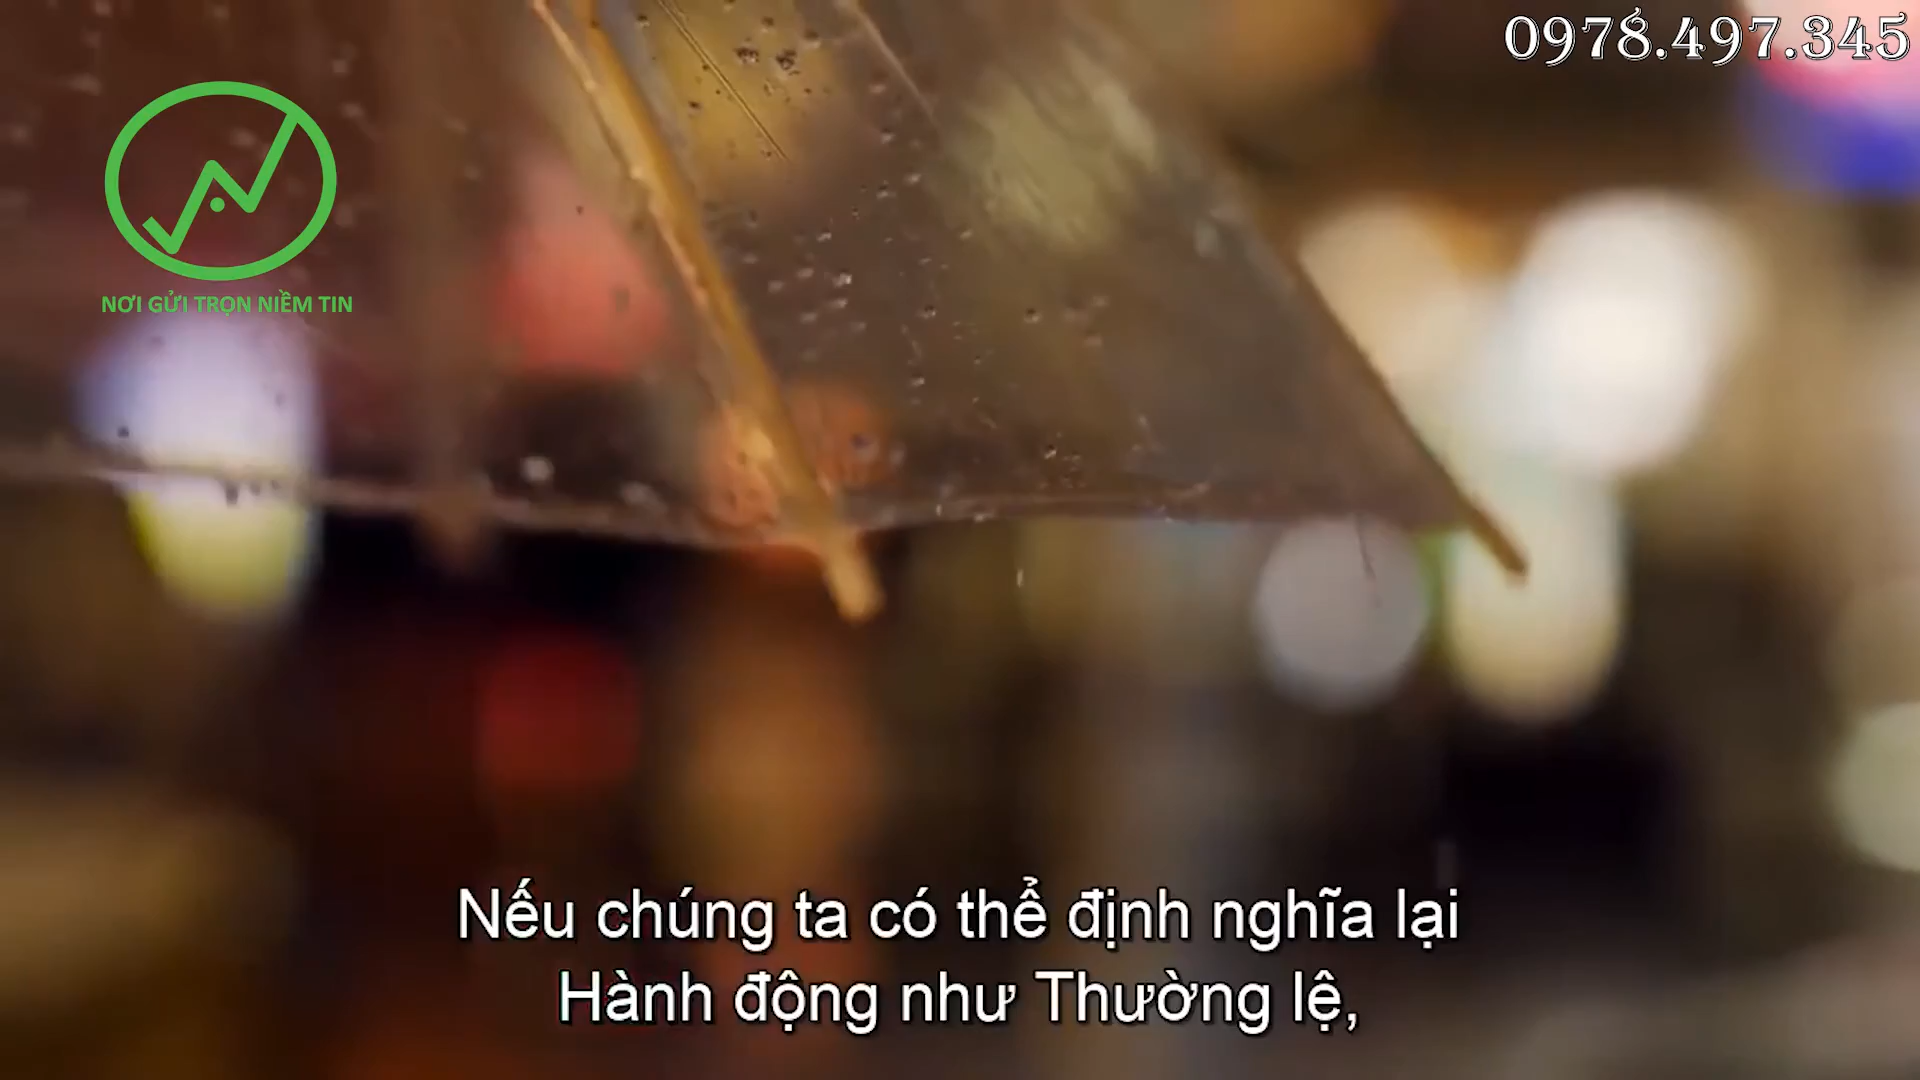 0978.497.345
NƠI GỬI TRỌN NIỀM TIN
Nếu chúng ta có thể định nghĩa lại
Hành động như Thường lệ,